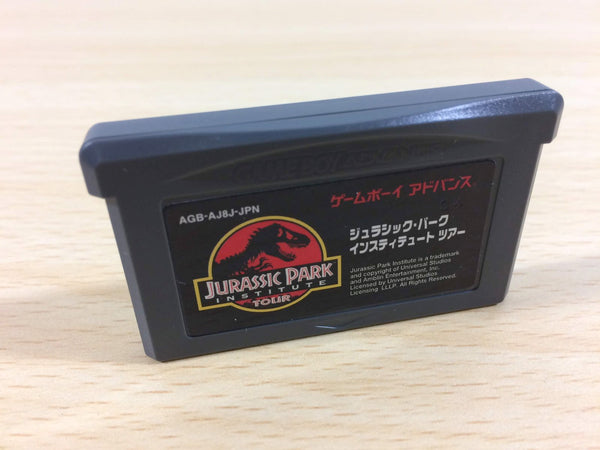 GAME BOY ADVANCE
AGB-AJ8J-JPN
ゲームボーイ アドバンス
ジュラシック・パーク
インスティテュート ツアー
JURASSIC PARK
INSTITUTE
TOUR
Jurassic Park Institute is a trademark
and copyright of Universal Studios
and Amblin Entertainment, Inc.
Licensed by Universal Studios
Licensing LLLP. All Rights Reserved.